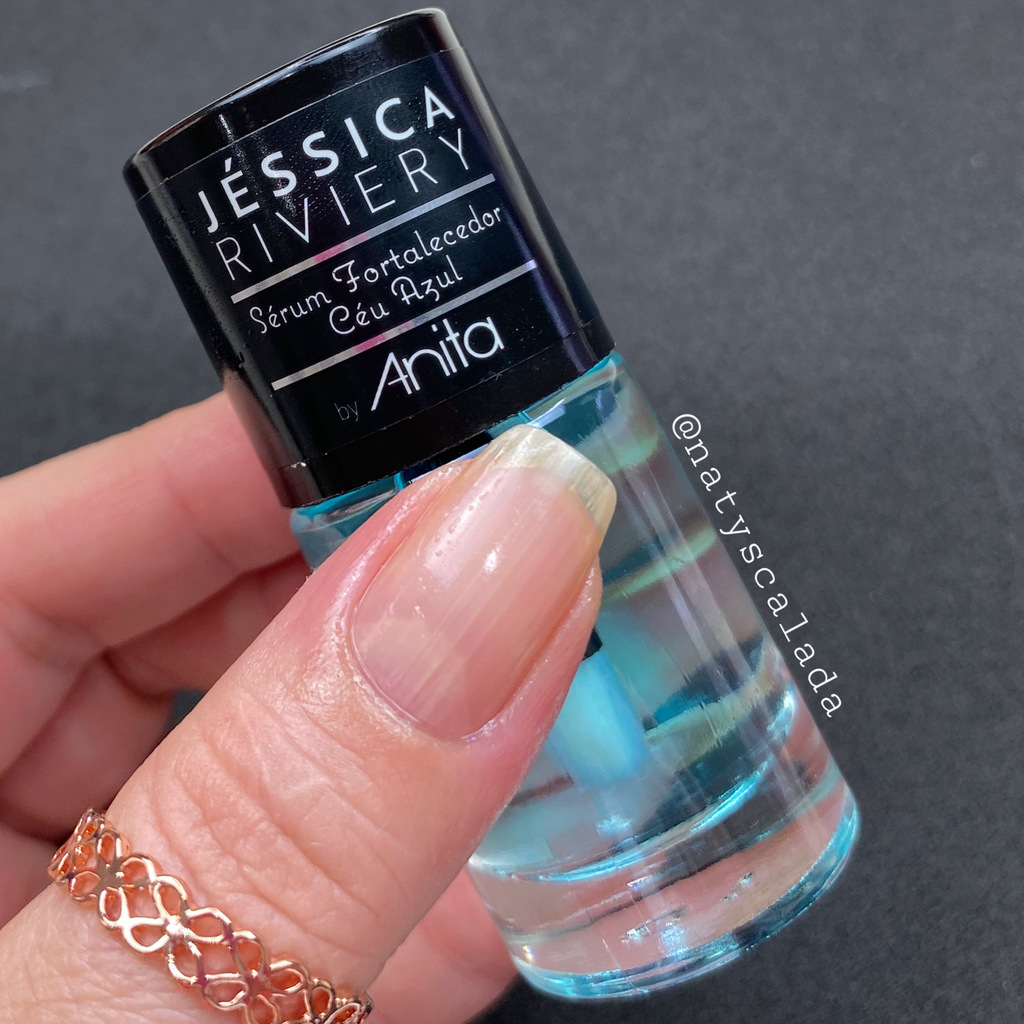 JÉSSICA
RIVIERY
Sérum Fortalecedor
Céu Azul
by Anita
@natyscalada